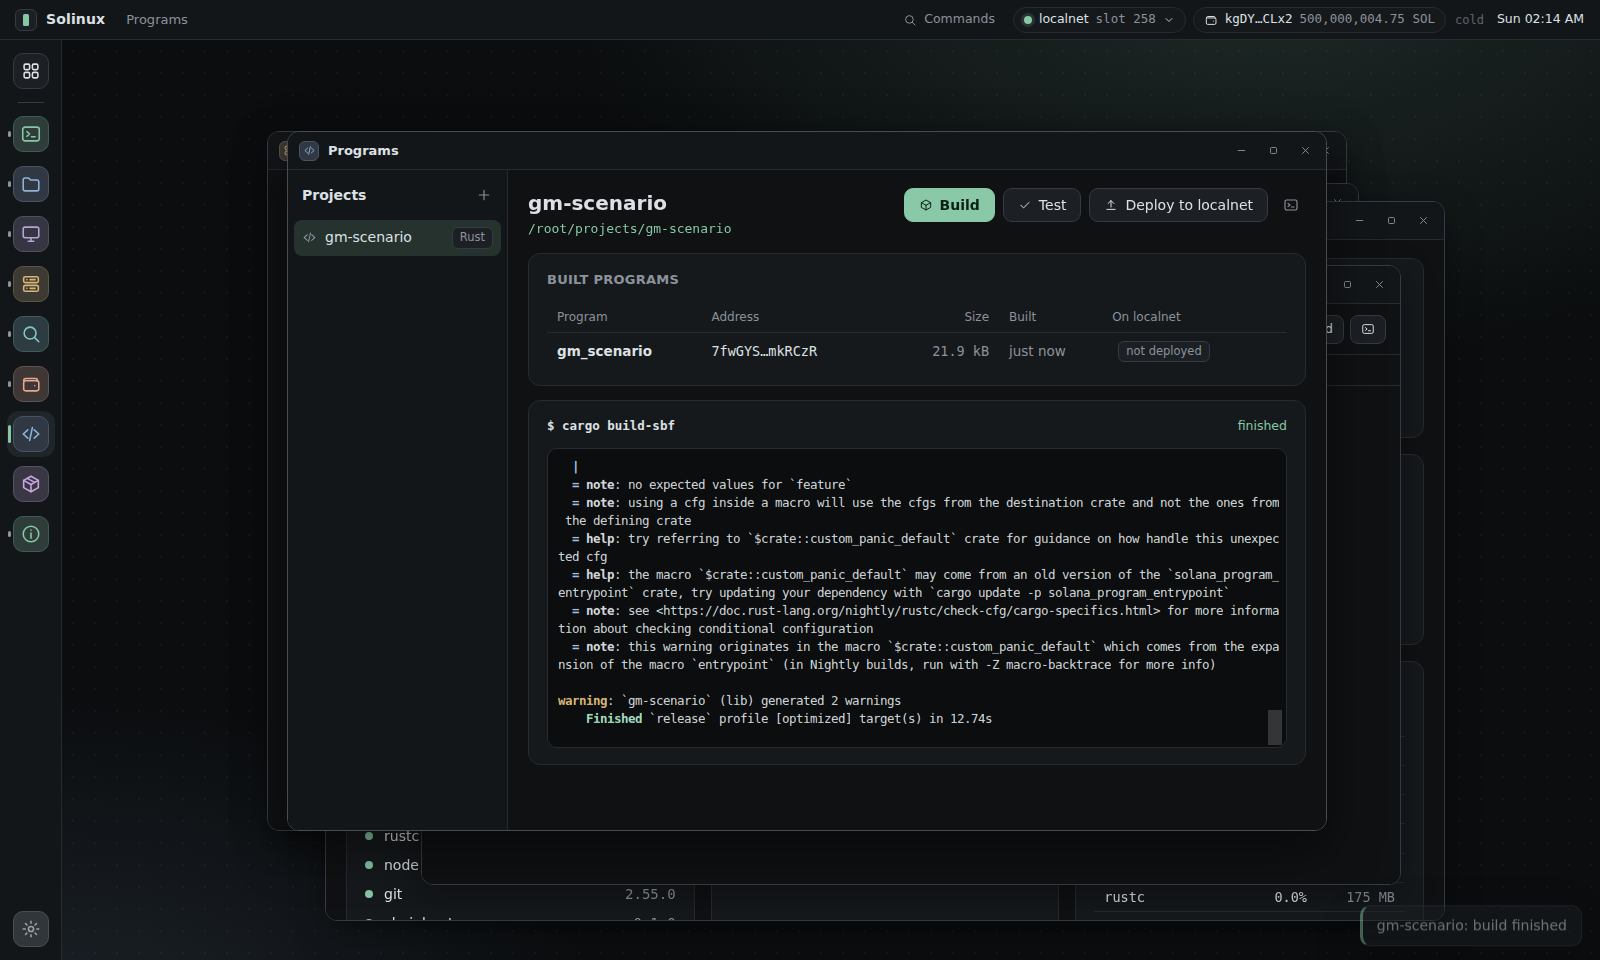 Solinux
Programs
Commands
localnet slot 258
kgDY…CLx2 500,000,004.75 SOL
cold
Sun 02:14 AM
Programs
Projects
gm-scenario
Rust
gm-scenario
/root/projects/gm-scenario
Build
Test
Deploy to localnet
BUILT PROGRAMS
Program Address Size Built On localnet
gm_scenario 7fwGYS…mkRCzR 21.9 kB just now not deployed
$ cargo build-sbf
finished
|
= note: no expected values for `feature`
= note: using a cfg inside a macro will use the cfgs from the destination crate and not the ones from
the defining crate
= help: try referring to `$crate::custom_panic_default` crate for guidance on how handle this unexpec
ted cfg
= help: the macro `$crate::custom_panic_default` may come from an old version of the `solana_program_
entrypoint` crate, try updating your dependency with `cargo update -p solana_program_entrypoint`
= note: see <https://doc.rust-lang.org/nightly/rustc/check-cfg/cargo-specifics.html> for more informa
tion about checking conditional configuration
= note: this warning originates in the macro `$crate::custom_panic_default` which comes from the expa
nsion of the macro `entrypoint` (in Nightly builds, run with -Z macro-backtrace for more info)
warning: `gm-scenario` (lib) generated 2 warnings
Finished `release` profile [optimized] target(s) in 12.74s
rustc
node
git 2.55.0
rustc 0.0% 175 MB
gm-scenario: build finished